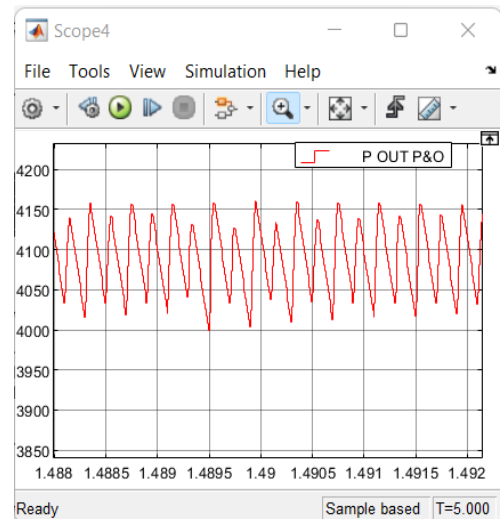 Scope4
File Tools View Simulation Help
P OUT P&O
4200
4150
4100
4050
4000
3950
3900
3850
1.488 1.4885 1.489 1.4895 1.49 1.4905 1.491 1.4915 1.492
Ready Sample based T=5.000